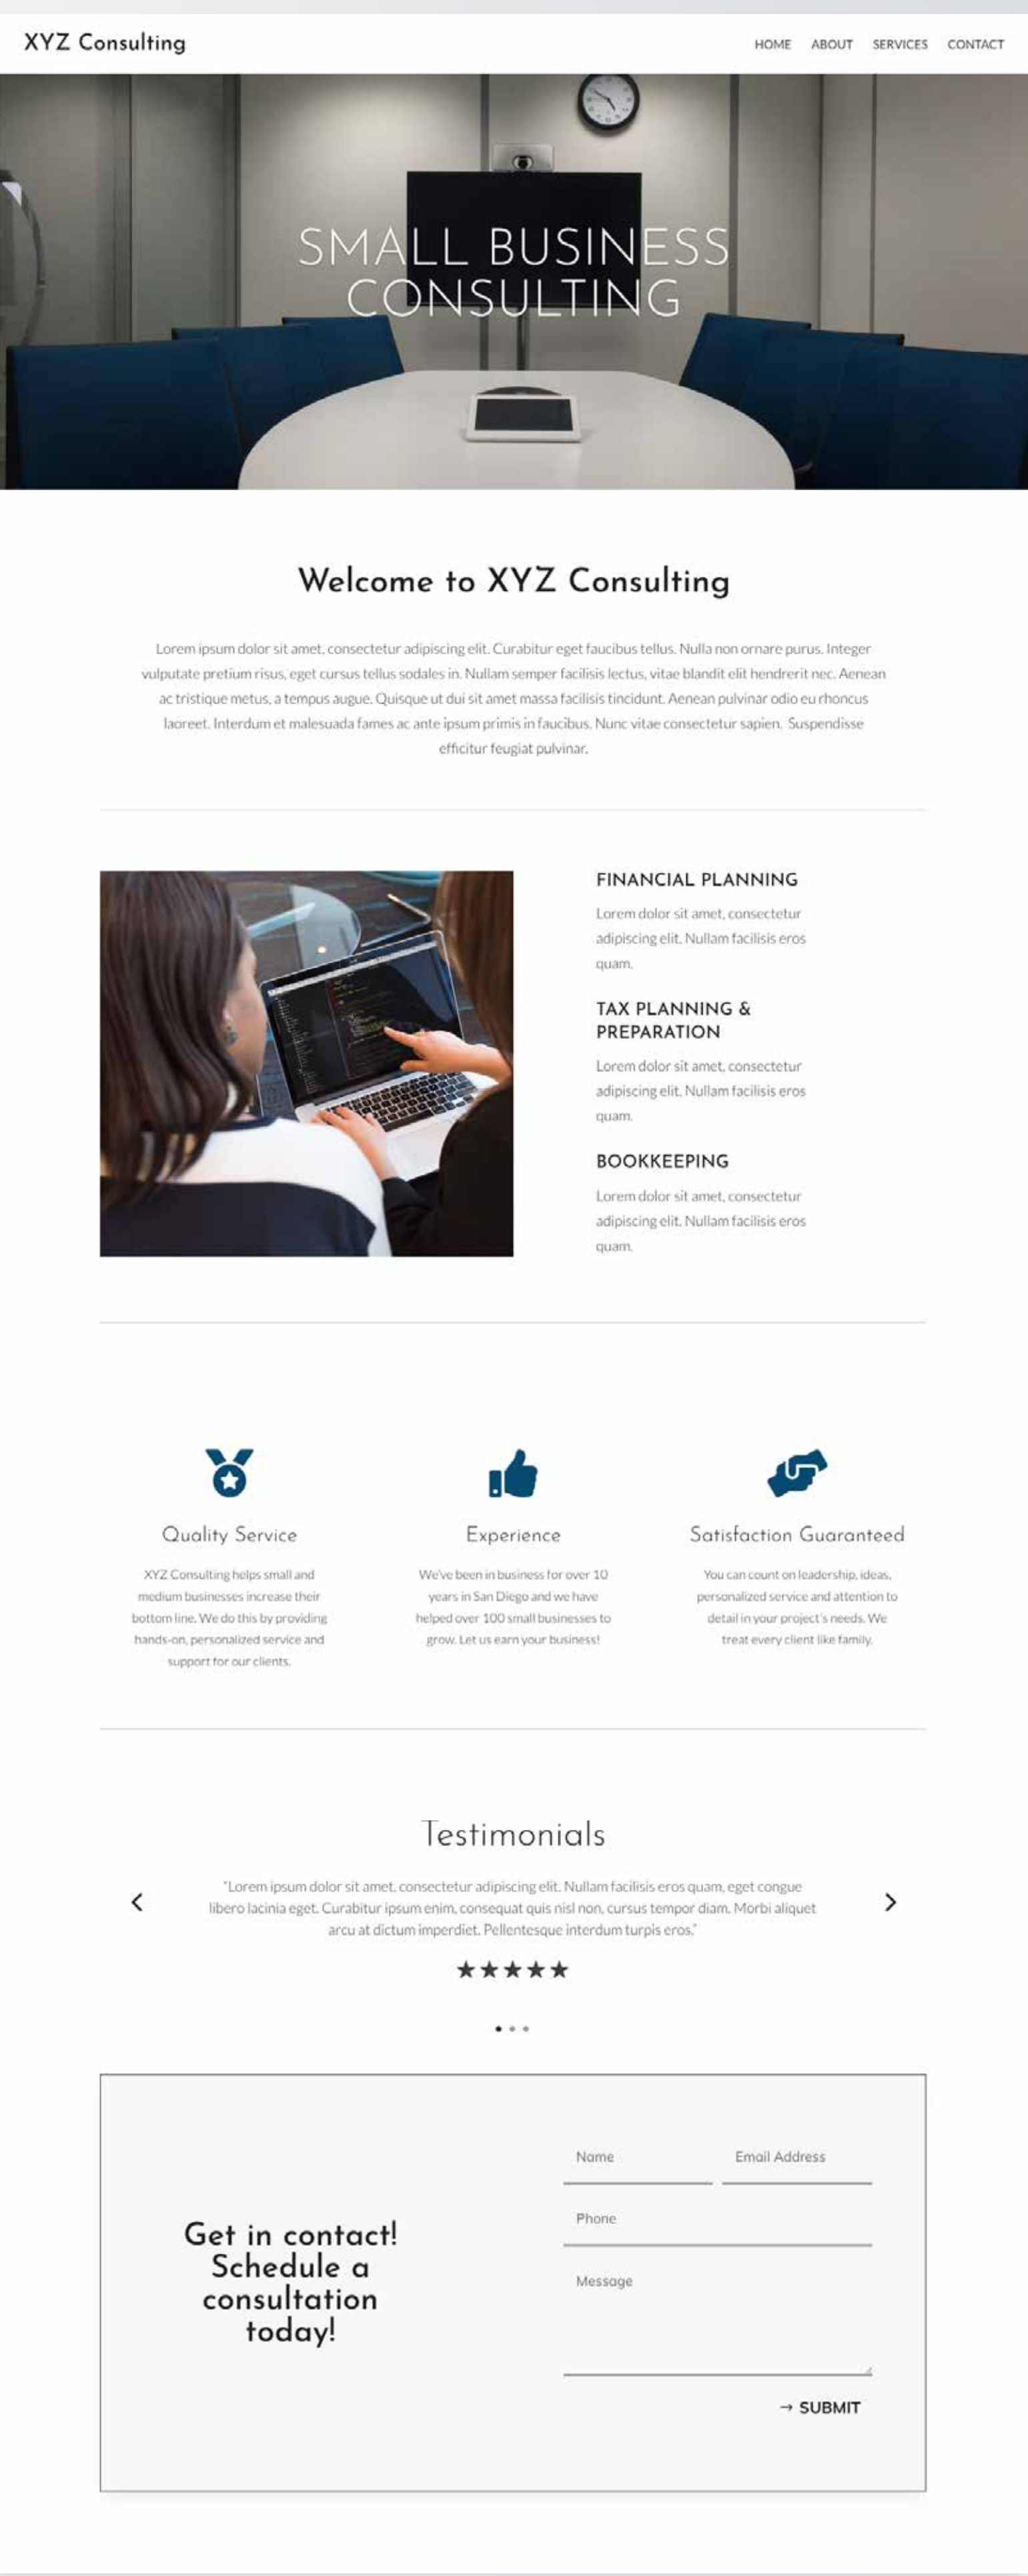 XYZ Consulting
HOME ABOUT SERVICES CONTACT
SMALL BUSINESS
CONSULTING
Welcome to XYZ Consulting
Lorem ipsum dolor sit amet, consectetur adipiscing elit. Curabitur eget faucibus tellus. Nulla non ornare purus. Integer
vulputate pretium risus, eget cursus tellus sodales in. Nullam semper facilisis lectus, vitae blandit elit hendrerit nec. Aenean
ac tristique metus, a tempus augue. Quisque ut dui sit amet massa facilisis tincidunt. Aenean pulvinar odio eu rhoncus
laoreet. Interdum et malesuada fames ac ante ipsum primis in faucibus. Nunc vitae consectetur sapien. Suspendisse
efficitur feugiat pulvinar.
FINANCIAL PLANNING
Lorem dolor sit amet, consectetur
adipiscing elit. Nullam facilisis eros
quam.
TAX PLANNING &
PREPARATION
Lorem dolor sit amet, consectetur
adipiscing elit. Nullam facilisis eros
quam.
BOOKKEEPING
Lorem dolor sit amet, consectetur
adipiscing elit. Nullam facilisis eros
quam.
Quality Service
XYZ Consulting helps small and
medium businesses increase their
bottom line. We do this by providing
hands-on, personalized service and
support for our clients.
Experience
We've been in business for over 10
years in San Diego and we have
helped over 100 small businesses to
grow. Let us earn your business!
Satisfaction Guaranteed
You can count on leadership, ideas,
personalized service and attention to
detail in your project's needs. We
treat every client like family.
Testimonials
"Lorem ipsum dolor sit amet, consectetur adipiscing elit. Nullam facilisis eros quam, eget congue
libero lacinia eget. Curabitur ipsum enim, consequat quis nisl non, cursus tempor diam. Morbi aliquet
arcu at dictum imperdiet. Pellentesque interdum turpis eros."
★★★★★
Get in contact!
Schedule a
consultation
today!
Name
Email Address
Phone
Message
→ SUBMIT